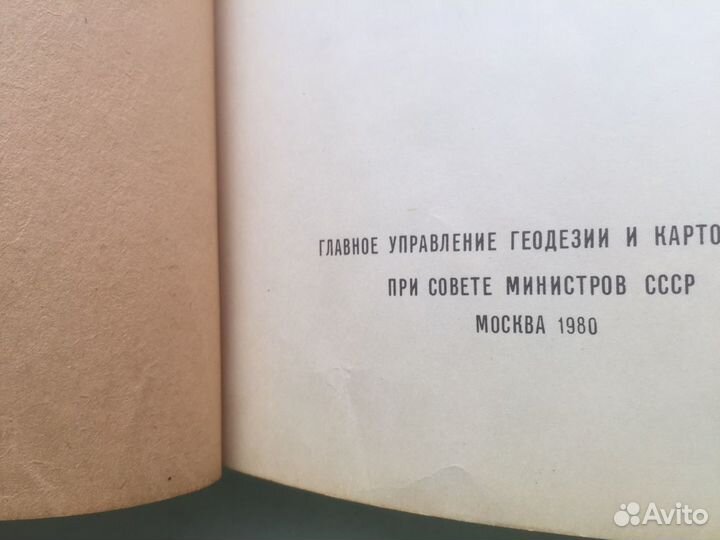 ГЛАВНОЕ УПРАВЛЕНИЕ ГЕОДЕЗИИ И КАРТО
ПРИ СОВЕТЕ МИНИСТРОВ СССР
МОСКВА 1980
Avito